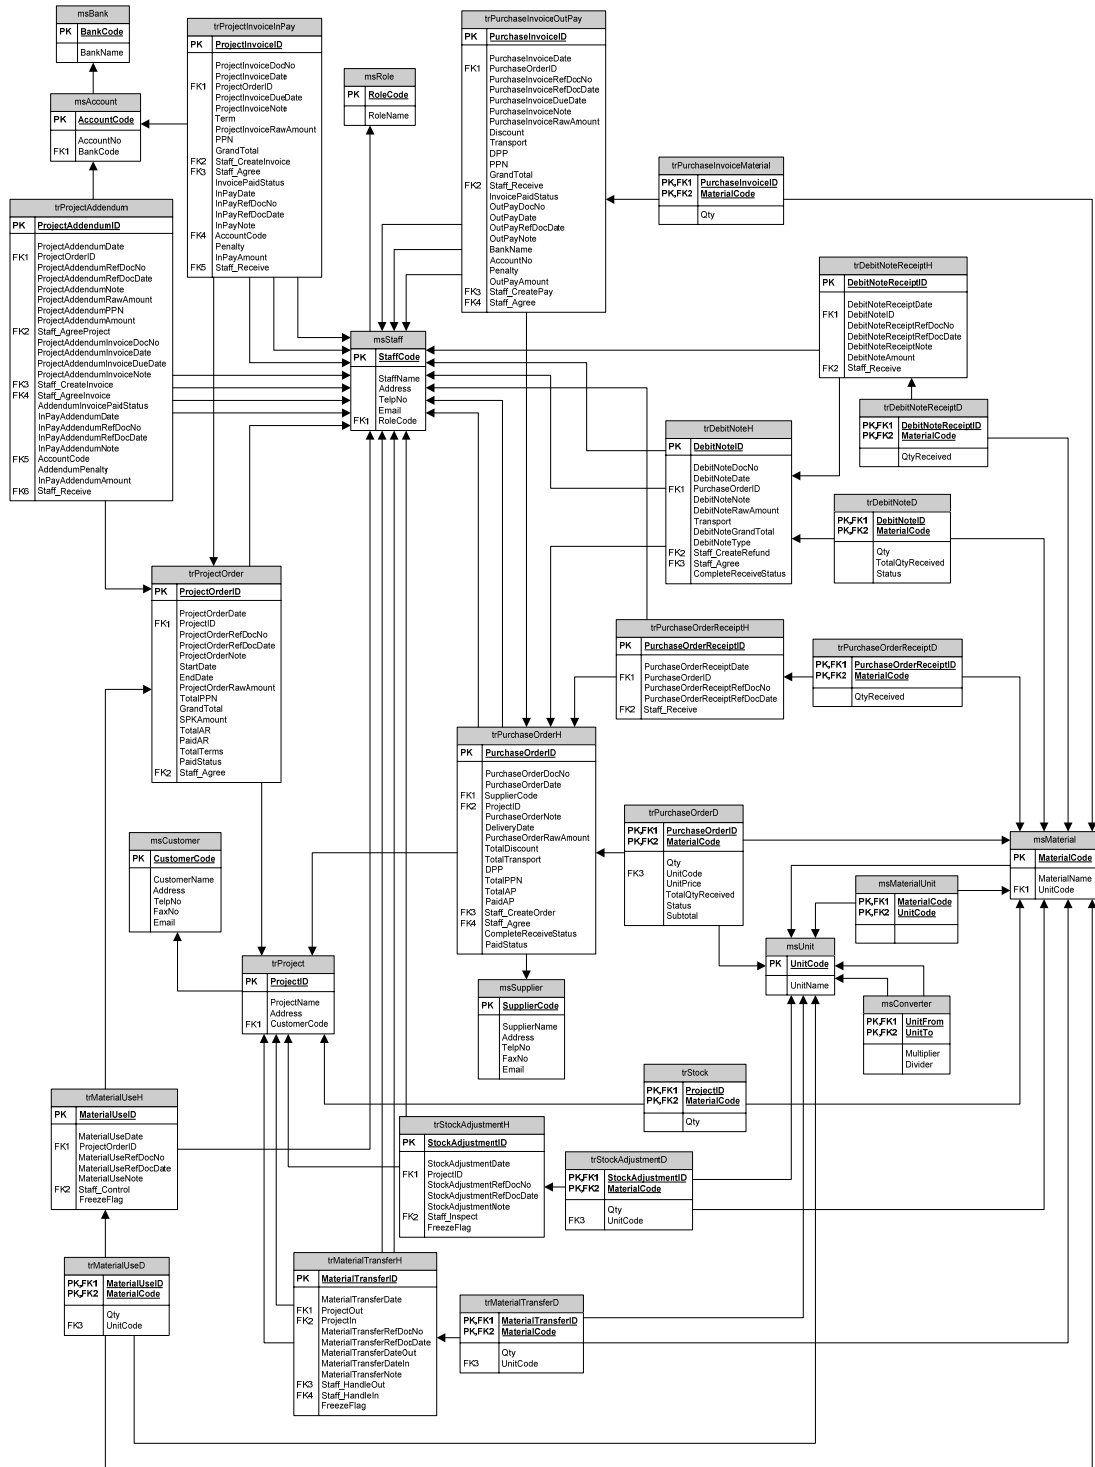 msBank
PK BankCode
BankName
msAccount
PK AccountCode
AccountNo
FK1 BankCode
trProjectInvoiceInPay
PK ProjectInvoiceID
ProjectInvoiceDocNo
ProjectInvoiceDate
FK1 ProjectOrderID
ProjectInvoiceDueDate
ProjectInvoiceNote
Term
ProjectInvoiceRawAmount
PPN
GrandTotal
FK2 Staff_CreateInvoice
FK3 Staff_Agree
InvoicePaidStatus
InPayDate
InPayRefDocNo
InPayRefDocDate
InPayNote
FK4 AccountCode
Penalty
InPayAmount
FK5 Staff_Receive
msRole
PK RoleCode
RoleName
trPurchaseInvoiceOutPay
PK PurchaseInvoiceID
PurchaseInvoiceDate
FK1 PurchaseOrderID
PurchaseInvoiceRefDocNo
PurchaseInvoiceRefDocDate
PurchaseInvoiceDueDate
PurchaseInvoiceNote
PurchaseInvoiceRawAmount
Discount
Transport
DPP
PPN
GrandTotal
FK2 Staff_Receive
InvoicePaidStatus
OutPayDocNo
OutPayDate
OutPayRefDocDate
OutPayNote
BankName
AccountNo
Penalty
OutPayAmount
FK3 Staff_CreatePay
FK4 Staff_Agree
trPurchaseInvoiceMaterial
PK,FK1 PurchaseInvoiceID
PK,FK2 MaterialCode
Qty
trProjectAddendum
PK ProjectAddendumID
ProjectAddendumDate
FK1 ProjectOrderID
ProjectAddendumRefDocNo
ProjectAddendumRefDocDate
ProjectAddendumNote
ProjectAddendumRawAmount
ProjectAddendumPPN
ProjectAddendumAmount
FK2 Staff_AgreeProject
ProjectAddendumInvoiceDocNo
ProjectAddendumInvoiceDate
ProjectAddendumInvoiceDueDate
ProjectAddendumInvoiceNote
FK3 Staff_CreateInvoice
FK4 Staff_AgreeInvoice
AddendumInvoicePaidStatus
InPayAddendumDate
InPayAddendumRefDocNo
InPayAddendumRefDocDate
InPayAddendumNote
FK5 AccountCode
AddendumPenalty
InPayAddendumAmount
FK6 Staff_Receive
msStaff
PK StaffCode
StaffName
Address
TelpNo
Email
FK1 RoleCode
trDebitNoteReceiptH
PK DebitNoteReceiptID
DebitNoteReceiptDate
FK1 DebitNoteID
DebitNoteReceiptRefDocNo
DebitNoteReceiptRefDocDate
DebitNoteReceiptNote
DebitNoteAmount
FK2 Staff_Receive
trDebitNoteReceiptD
PK,FK1 DebitNoteReceiptID
PK,FK2 MaterialCode
QtyReceived
trDebitNoteH
PK DebitNoteID
DebitNoteDocNo
DebitNoteDate
FK1 PurchaseOrderID
DebitNoteNote
DebitNoteRawAmount
Transport
DebitNoteGrandTotal
DebitNoteType
FK2 Staff_CreateRefund
FK3 Staff_Agree
CompleteReceiveStatus
trDebitNoteD
PK,FK1 DebitNoteID
PK,FK2 MaterialCode
Qty
TotalQtyReceived
Status
trProjectOrder
PK ProjectOrderID
ProjectOrderDate
FK1 ProjectID
ProjectOrderRefDocNo
ProjectOrderRefDocDate
ProjectOrderNote
StartDate
EndDate
ProjectOrderRawAmount
TotalPPN
GrandTotal
SPKAmount
TotalAR
PaidAR
TotalTerms
PaidStatus
FK2 Staff_Agree
trPurchaseOrderReceiptH
PK PurchaseOrderReceiptID
PurchaseOrderReceiptDate
FK1 PurchaseOrderID
PurchaseOrderReceiptRefDocNo
PurchaseOrderReceiptRefDocDate
FK2 Staff_Receive
trPurchaseOrderReceiptD
PK,FK1 PurchaseOrderReceiptID
PK,FK2 MaterialCode
QtyReceived
trPurchaseOrderH
PK PurchaseOrderID
PurchaseOrderDocNo
PurchaseOrderDate
FK1 SupplierCode
FK2 ProjectID
PurchaseOrderNote
DeliveryDate
PurchaseOrderRawAmount
TotalDiscount
TotalTransport
DPP
TotalPPN
TotalAP
PaidAP
FK3 Staff_CreateOrder
FK4 Staff_Agree
CompleteReceiveStatus
PaidStatus
trPurchaseOrderD
PK,FK1 PurchaseOrderID
PK,FK2 MaterialCode
Qty
FK3 UnitCode
UnitPrice
TotalQtyReceived
Status
Subtotal
msMaterial
PK MaterialCode
MaterialName
FK1 UnitCode
msCustomer
PK CustomerCode
CustomerName
Address
TelpNo
FaxNo
Email
msMaterialUnit
PK,FK1 MaterialCode
PK,FK2 UnitCode
msUnit
PK UnitCode
UnitName
trProject
PK ProjectID
ProjectName
Address
FK1 CustomerCode
msSupplier
PK SupplierCode
SupplierName
Address
TelpNo
FaxNo
Email
msConverter
PK,FK1 UnitFrom
PK,FK2 UnitTo
Multiplier
Divider
trStock
PK,FK1 ProjectID
PK,FK2 MaterialCode
Qty
trMaterialUseH
PK MaterialUseID
MaterialUseDate
FK1 ProjectOrderID
MaterialUseRefDocNo
MaterialUseRefDocDate
MaterialUseNote
FK2 Staff_Control
FreezeFlag
trStockAdjustmentH
PK StockAdjustmentID
StockAdjustmentDate
FK1 ProjectID
StockAdjustmentRefDocNo
StockAdjustmentRefDocDate
StockAdjustmentNote
FK2 Staff_Inspect
FreezeFlag
trStockAdjustmentD
PK,FK1 StockAdjustmentID
PK,FK2 MaterialCode
Qty
FK3 UnitCode
trMaterialUseD
PK,FK1 MaterialUseID
PK,FK2 MaterialCode
Qty
FK3 UnitCode
trMaterialTransferH
PK MaterialTransferID
MaterialTransferDate
FK1 ProjectOut
FK2 ProjectIn
MaterialTransferRefDocNo
MaterialTransferRefDocDate
MaterialTransferDateOut
MaterialTransferDateIn
MaterialTransferNote
FK3 Staff_HandleOut
FK4 Staff_HandleIn
FreezeFlag
trMaterialTransferD
PK,FK1 MaterialTransferID
PK,FK2 MaterialCode
Qty
FK3 UnitCode